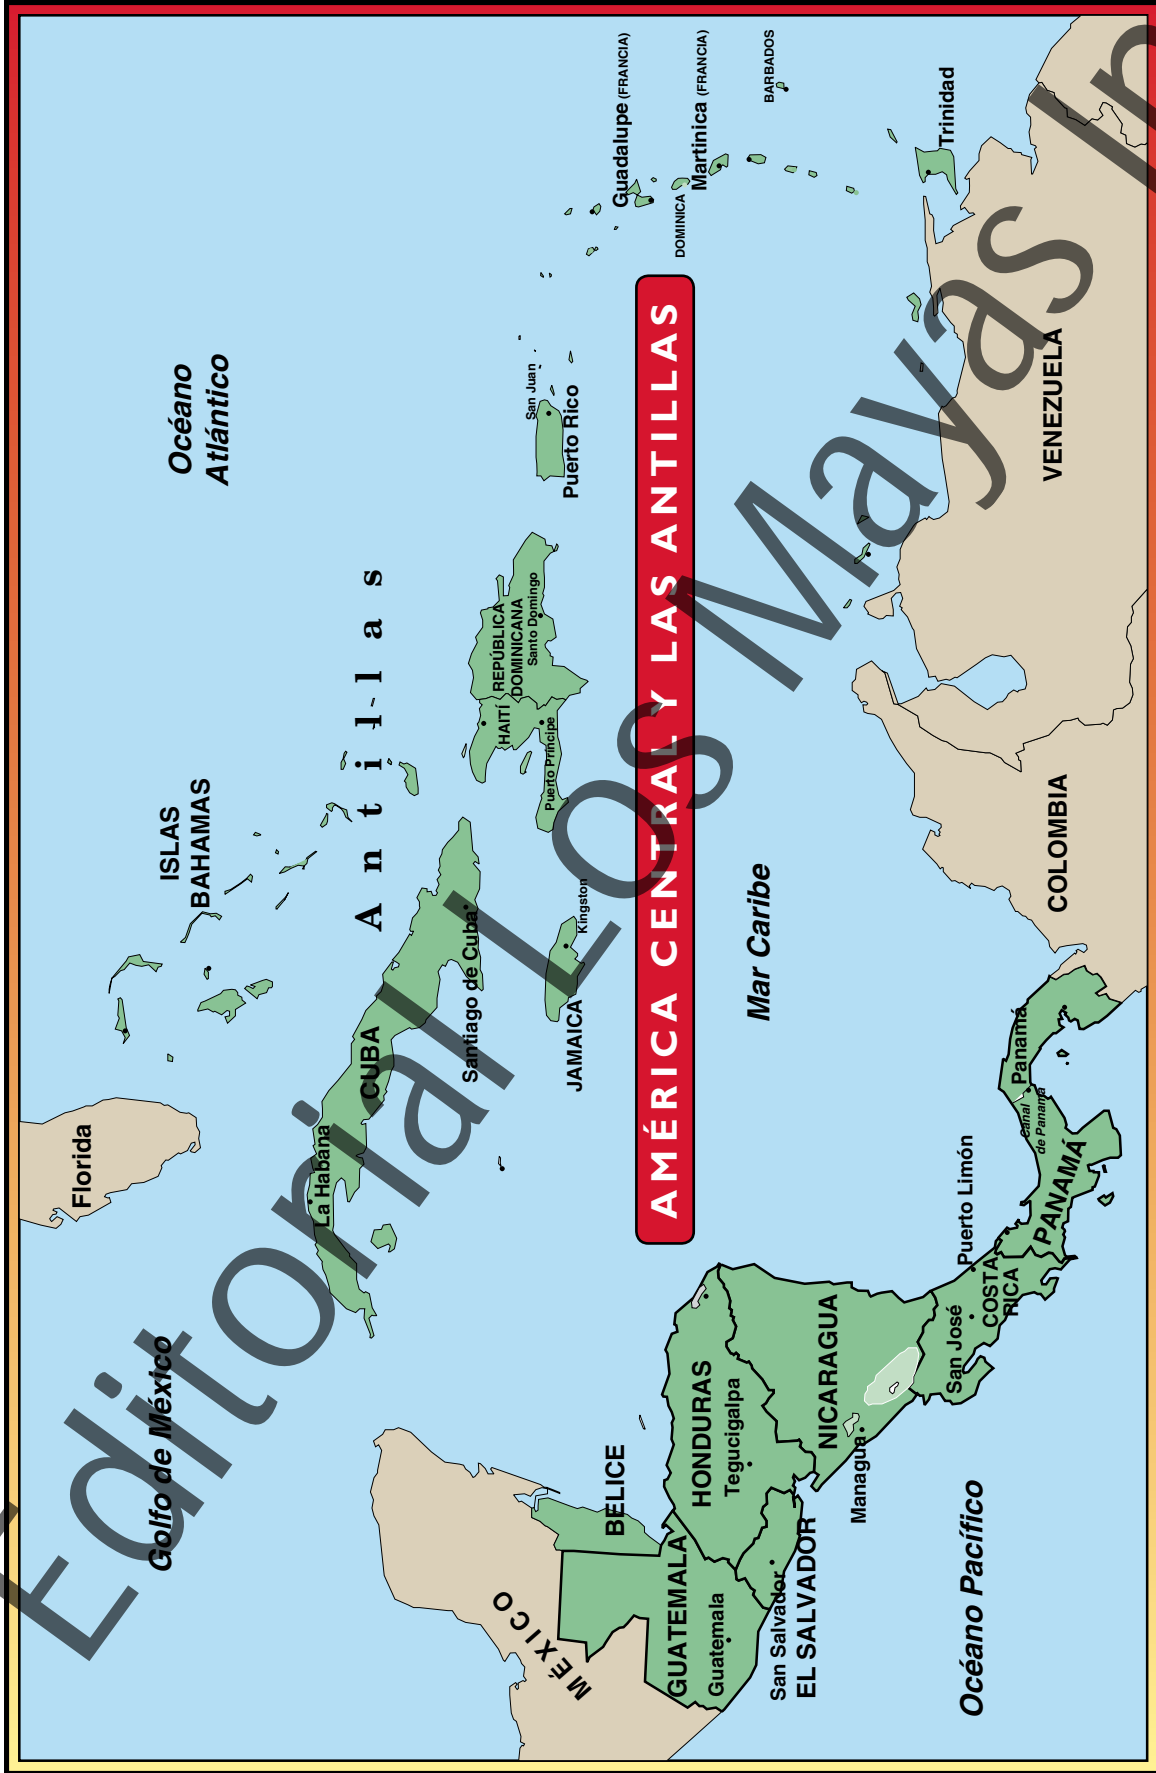 AMÉRICA CENTRAL Y LAS ANTILLAS
Golfo de México
Florida
ISLAS
BAHAMAS
Océano
Atlántico
Antillas
La Habana
CUBA
Santiago de Cuba
JAMAICA
Kingston
HAITÍ
Puerto Príncipe
REPÚBLICA
DOMINICANA
Santo Domingo
San Juan
Puerto Rico
Guadalupe (FRANCIA)
DOMINICA
Martinica (FRANCIA)
BARBADOS
Trinidad
Mar Caribe
MÉXICO
BELICE
GUATEMALA
Guatemala
HONDURAS
Tegucigalpa
San Salvador
EL SALVADOR
NICARAGUA
Managua
San José
COSTA
RICA
Puerto Limón
Panamá
Canal
de Panamá
PANAMÁ
COLOMBIA
VENEZUELA
Océano Pacífico
Editorial Los Mayas In